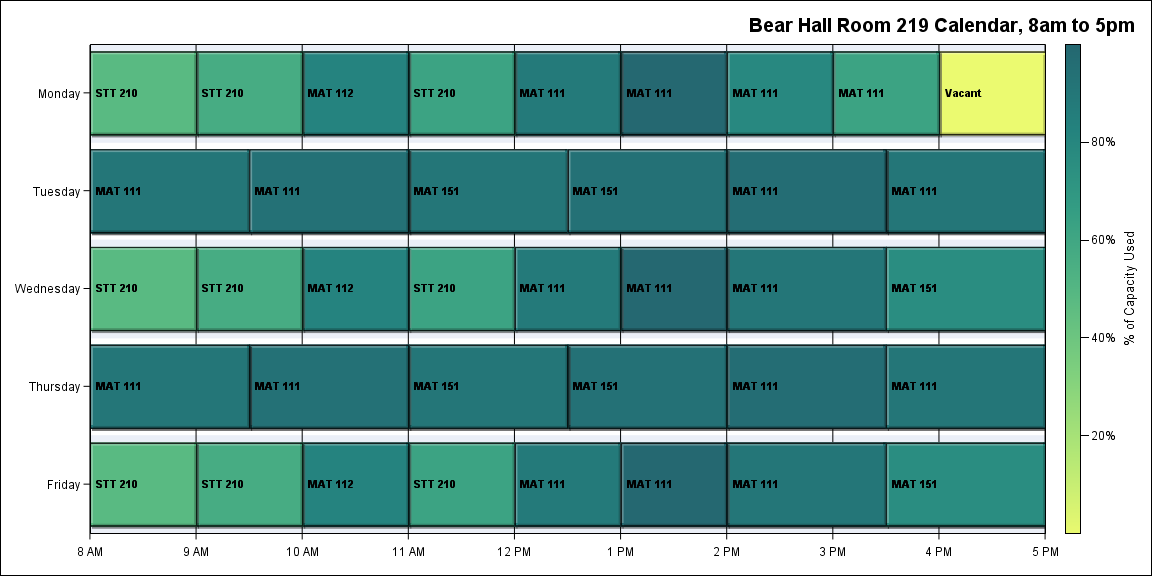 Bear Hall Room 219 Calendar, 8am to 5pm
Monday
STT 210
STT 210
MAT 112
STT 210
MAT 111
MAT 111
MAT 111
MAT 111
Vacant
Tuesday
MAT 111
MAT 111
MAT 151
MAT 151
MAT 111
MAT 111
Wednesday
STT 210
STT 210
MAT 112
STT 210
MAT 111
MAT 111
MAT 111
MAT 151
Thursday
MAT 111
MAT 111
MAT 151
MAT 151
MAT 111
MAT 111
Friday
STT 210
STT 210
MAT 112
STT 210
MAT 111
MAT 111
MAT 111
MAT 151
8 AM
9 AM
10 AM
11 AM
12 PM
1 PM
2 PM
3 PM
4 PM
5 PM
80%
60%
40%
20%
% of Capacity Used